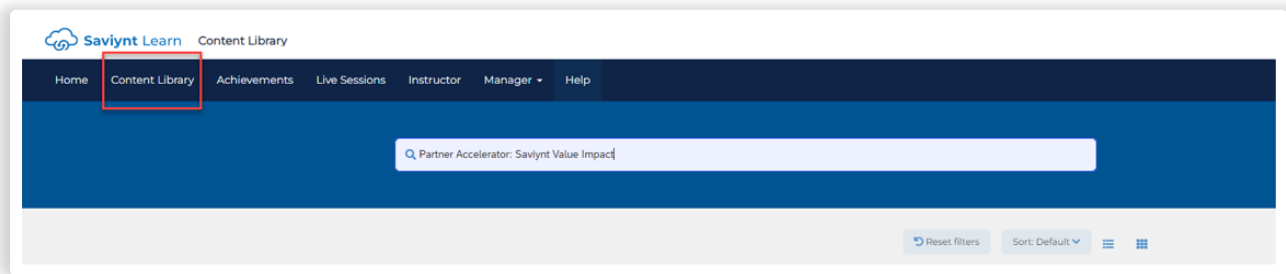 Saviynt Learn Content Library
Home Content Library Achievements Live Sessions Instructor Manager Help
Partner Accelerator: Saviynt Value Impact
Reset filters Sort: Default